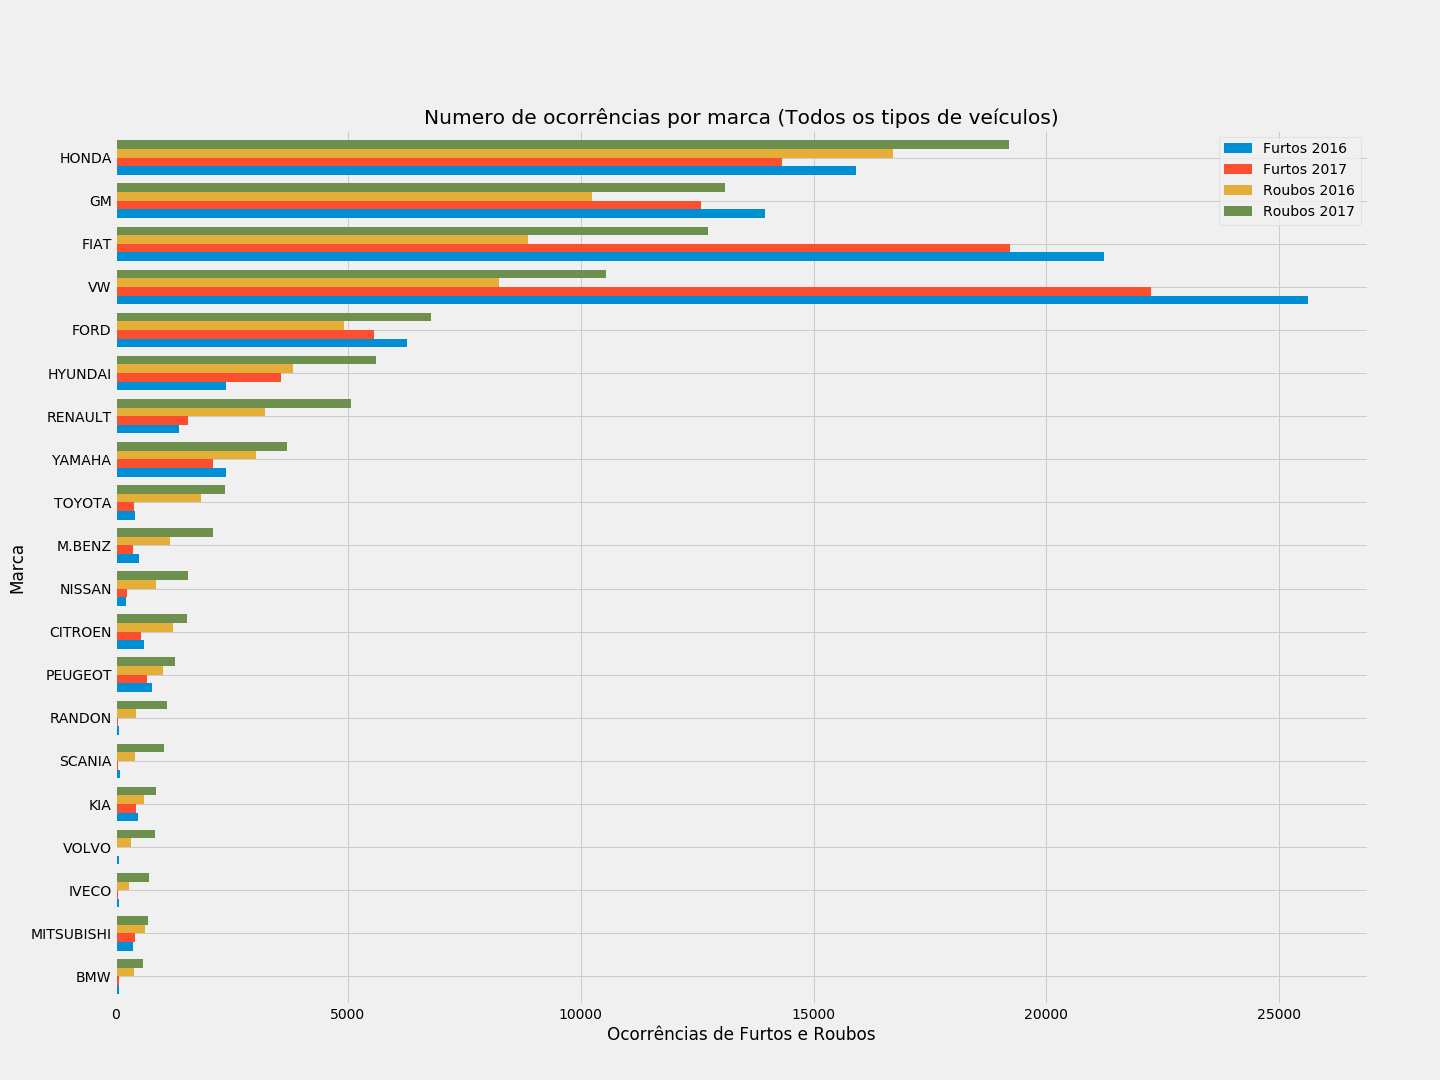 Numero de ocorrências por marca (Todos os tipos de veículos)
Furtos 2016
Furtos 2017
Roubos 2016
Roubos 2017
Marca
HONDA
GM
FIAT
VW
FORD
HYUNDAI
RENAULT
YAMAHA
TOYOTA
M.BENZ
NISSAN
CITROEN
PEUGEOT
RANDON
SCANIA
KIA
VOLVO
IVECO
MITSUBISHI
BMW
0 5000 10000 15000 20000 25000
Ocorrências de Furtos e Roubos